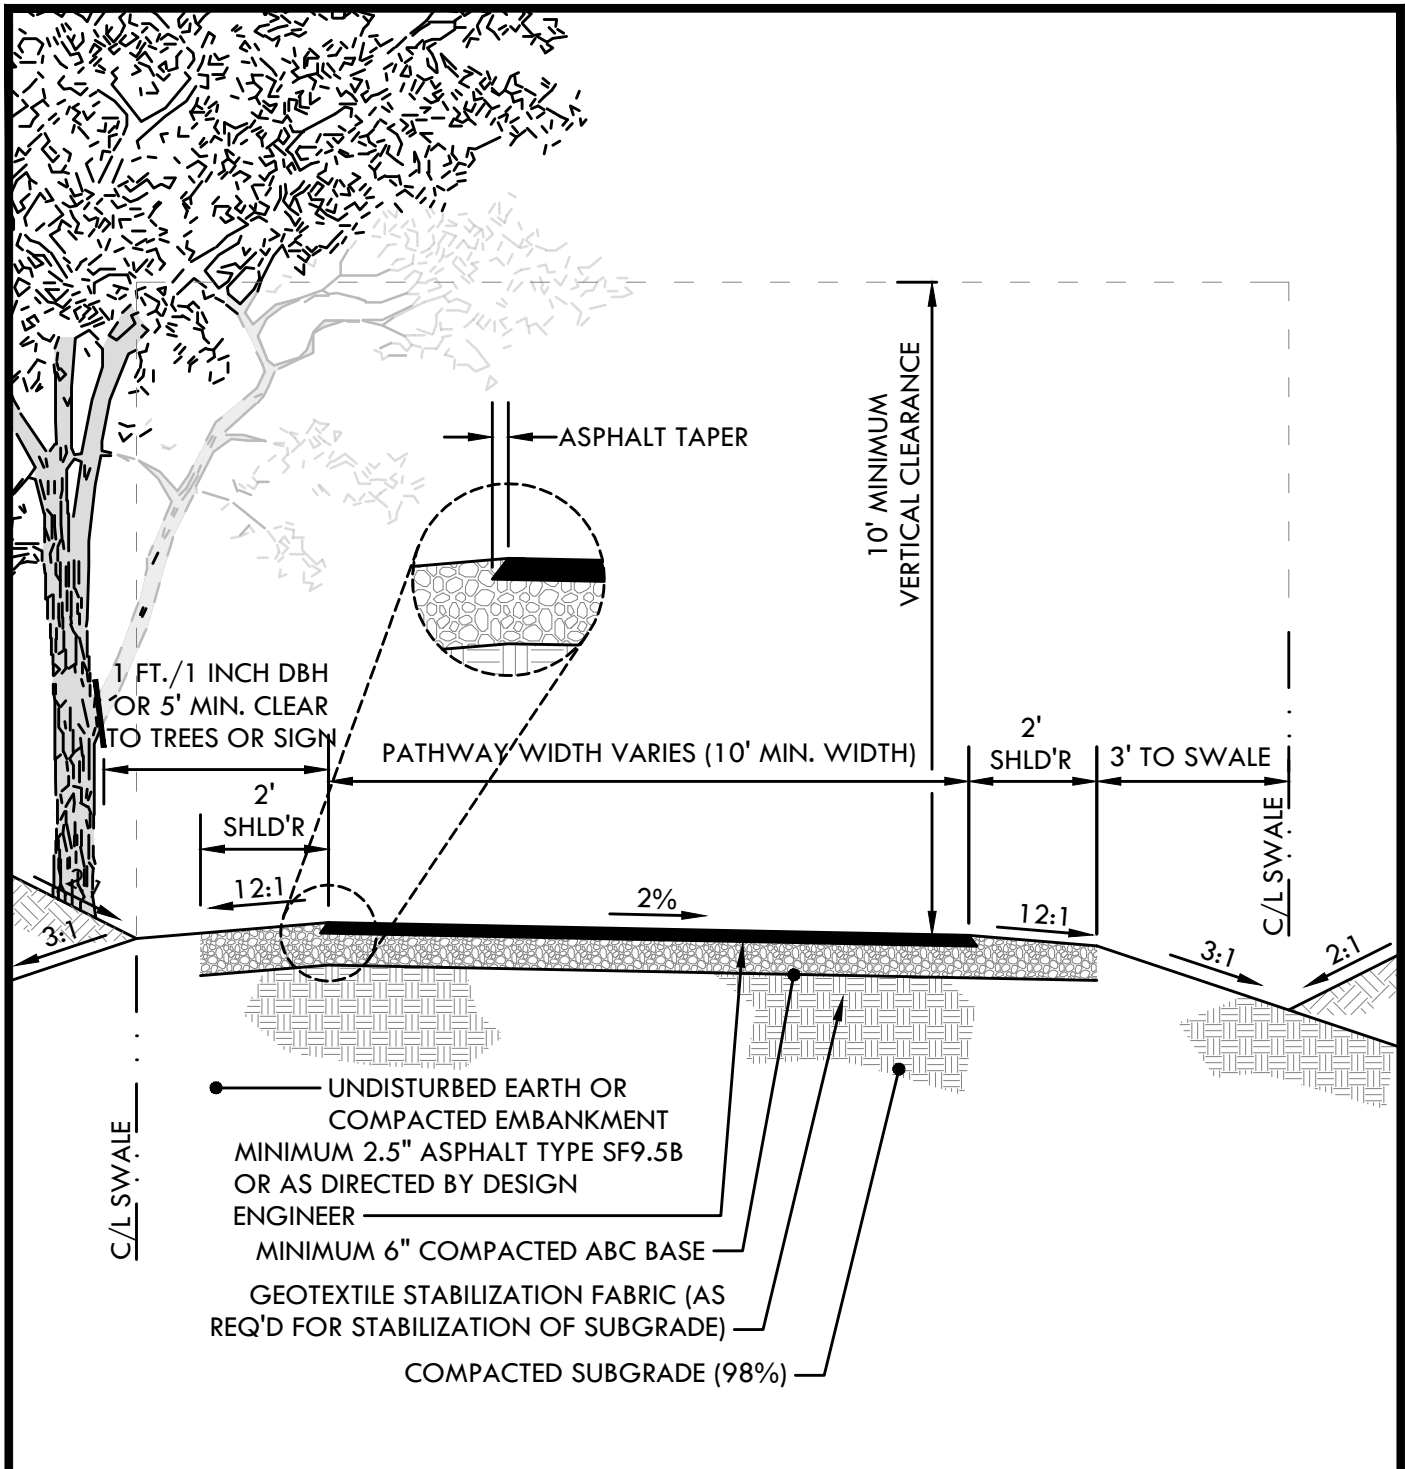 ASPHALT TAPER
10' MINIMUM
VERTICAL CLEARANCE
1 FT./1 INCH DBH
OR 5' MIN. CLEAR
TO TREES OR SIGN
PATHWAY WIDTH VARIES (10' MIN. WIDTH)
2'
SHLD'R
3' TO SWALE
2'
SHLD'R
C/L SWALE
2:1
12:1
2%
12:1
3:1
3:1
2:1
UNDISTURBED EARTH OR
COMPACTED EMBANKMENT
C/L SWALE
MINIMUM 2.5" ASPHALT TYPE SF9.5B
OR AS DIRECTED BY DESIGN
ENGINEER
MINIMUM 6" COMPACTED ABC BASE
GEOTEXTILE STABILIZATION FABRIC (AS
REQ'D FOR STABILIZATION OF SUBGRADE)
COMPACTED SUBGRADE (98%)